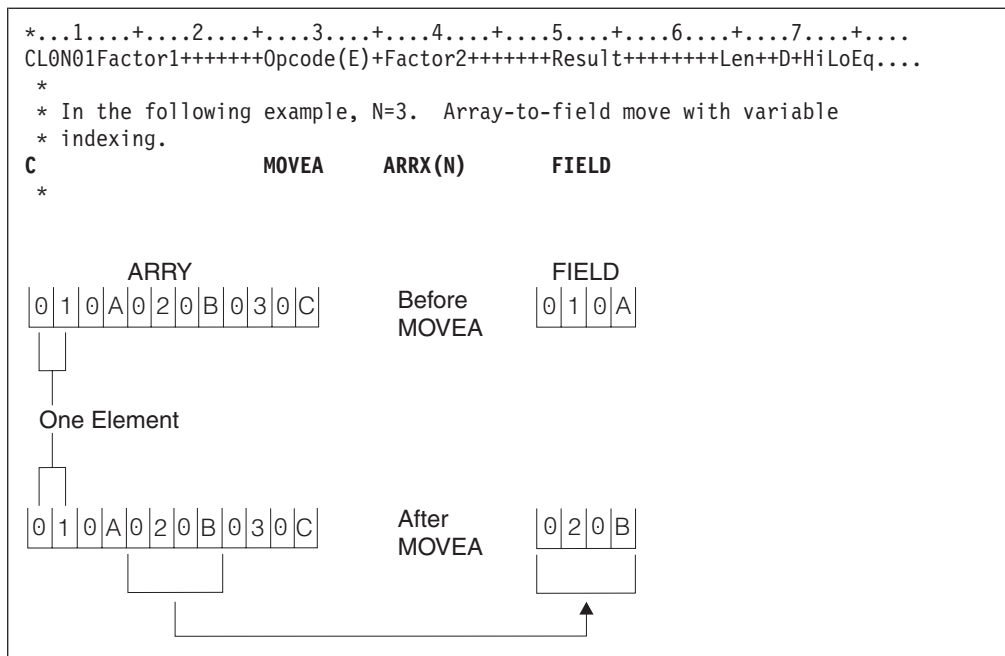 *...1....+....2....+....3....+....4....+....5....+....6....+....7....+....
CL0N01Factor1+++++++Opcode(E)+Factor2+++++++Result++++++++Len++D+HiLoEq....
*
* In the following example, N=3.  Array-to-field move with variable
* indexing.
C                   MOVEA     ARRX(N)       FIELD
*
ARRY FIELD
0 1 0 A 0 2 0 B 0 3 0 C Before MOVEA 0 1 0 A
One Element
0 1 0 A 0 2 0 B 0 3 0 C After MOVEA 0 2 0 B